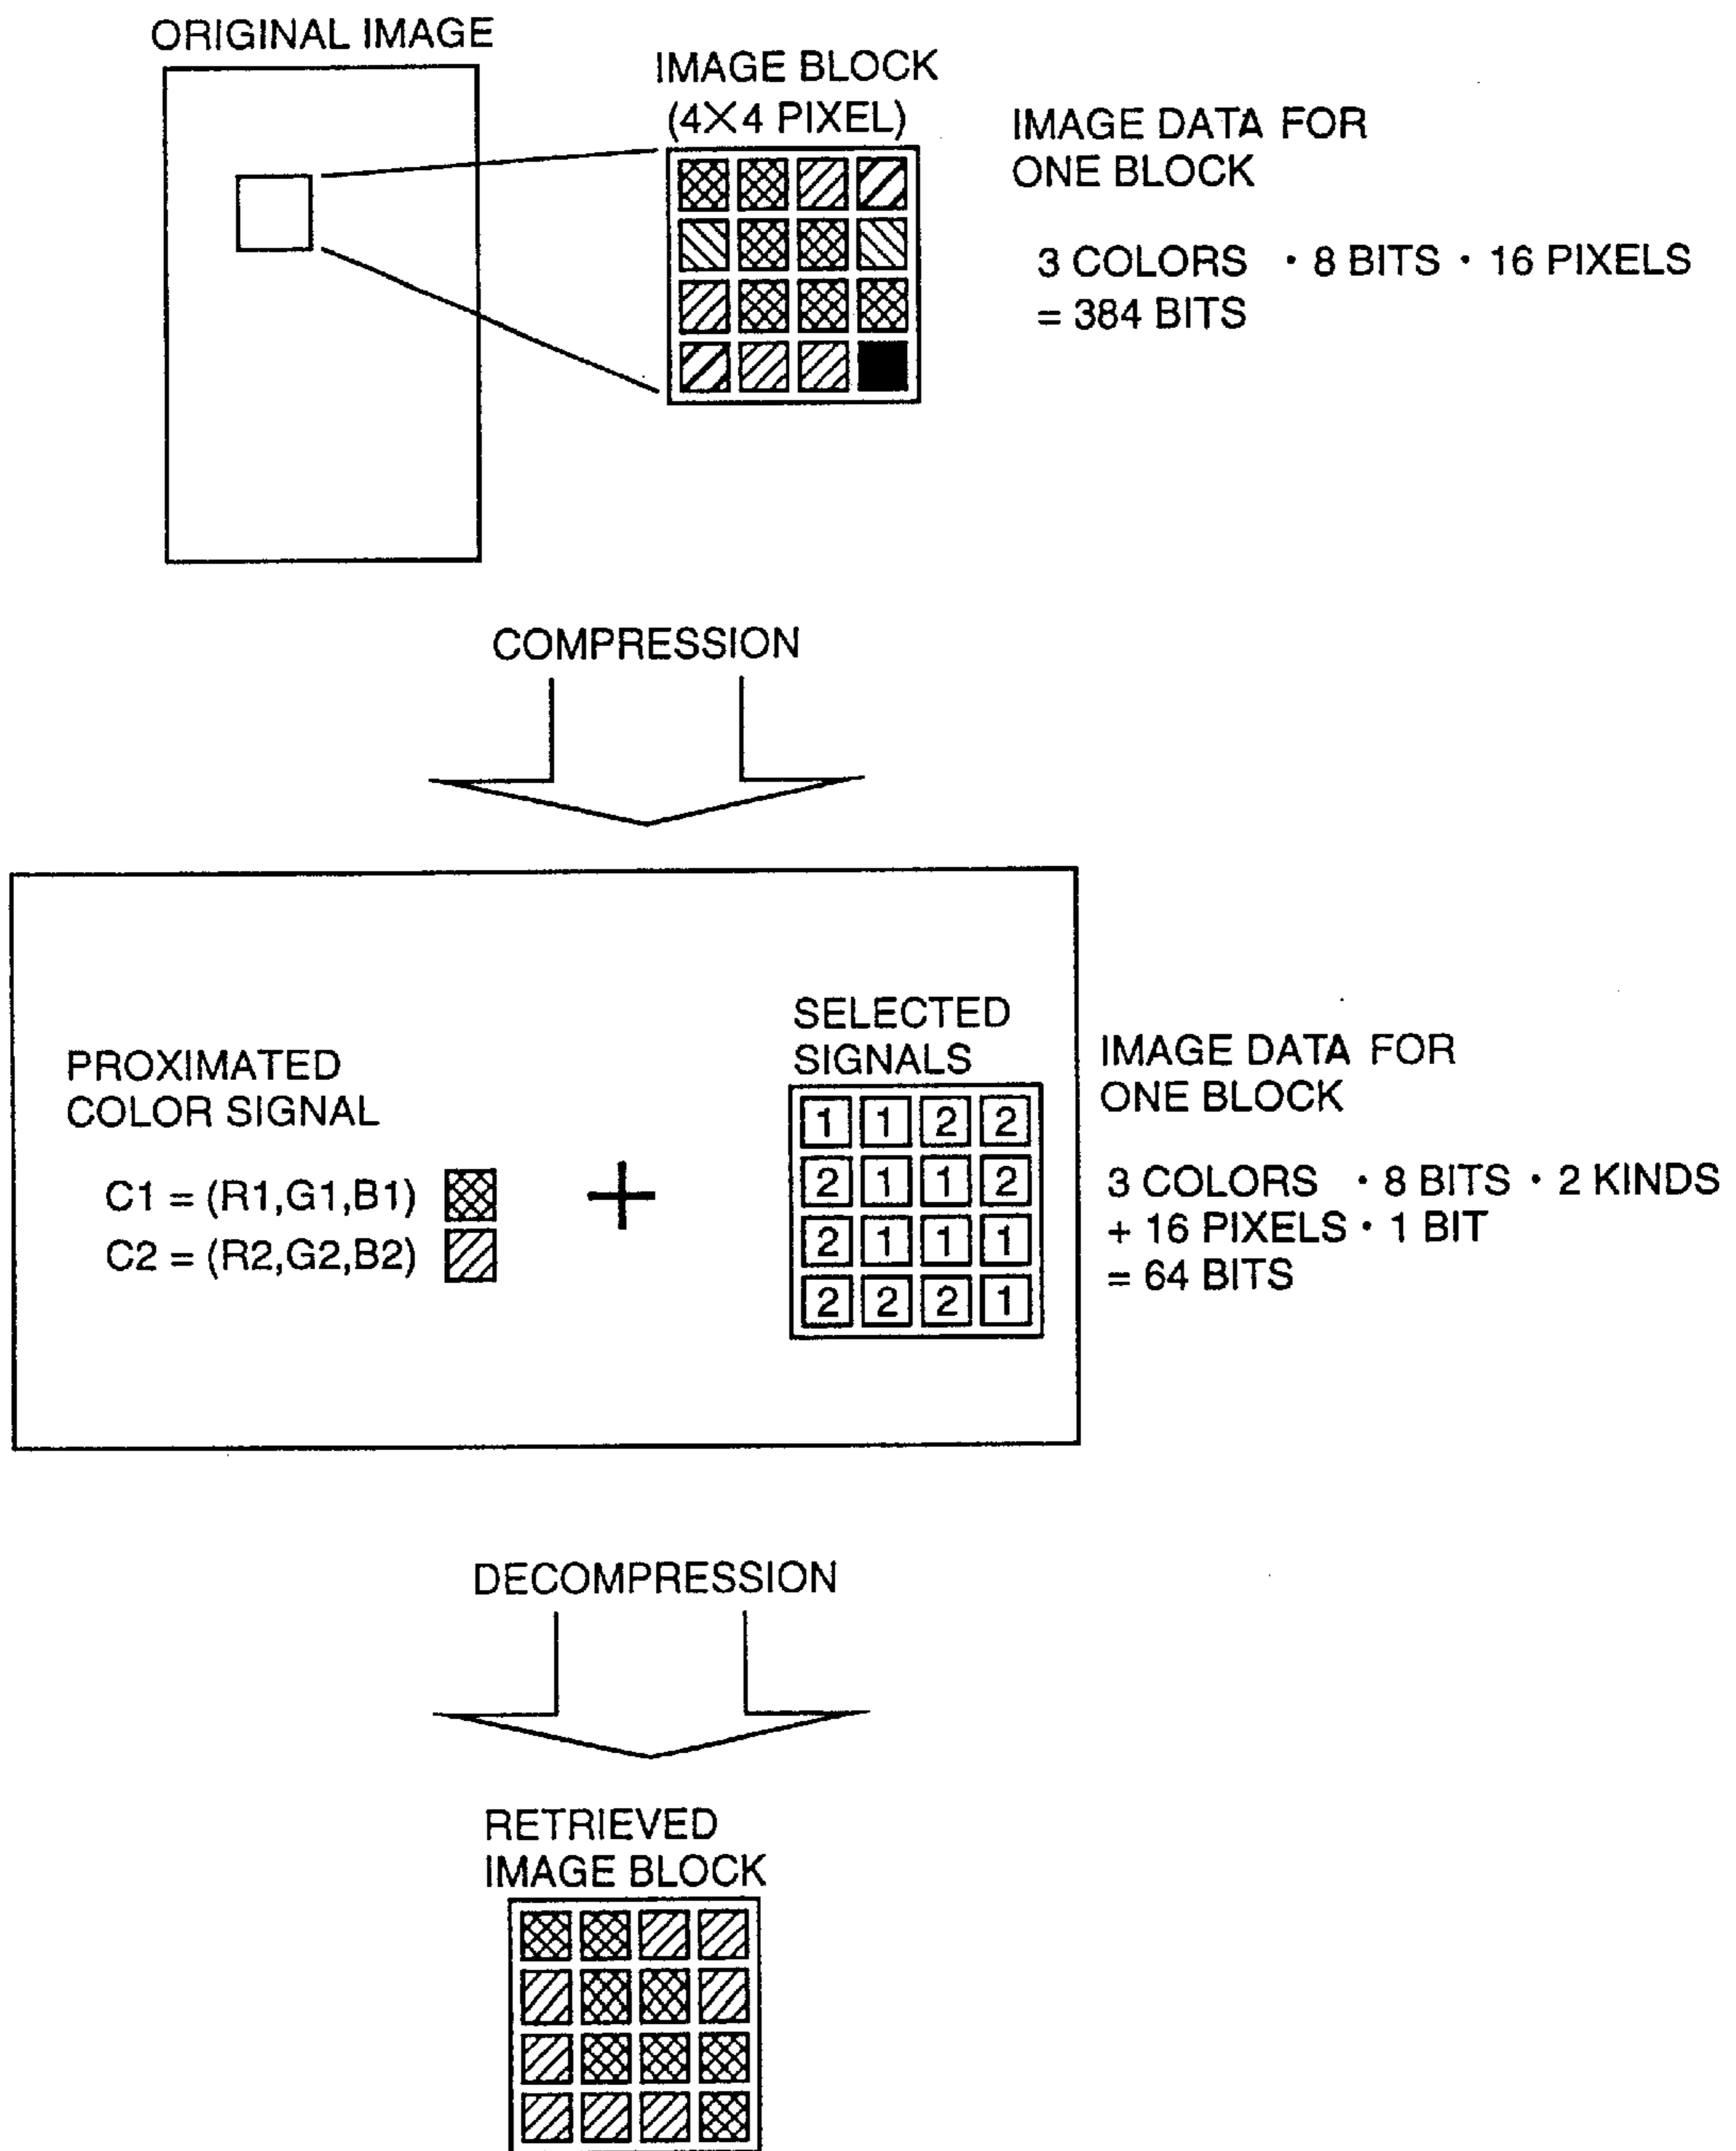 ORIGINAL IMAGE
IMAGE BLOCK
(4×4 PIXEL)
IMAGE DATA FOR
ONE BLOCK
3 COLORS ・ 8 BITS ・ 16 PIXELS
= 384 BITS
COMPRESSION
PROXIMATED
COLOR SIGNAL
C1 = (R1,G1,B1)
C2 = (R2,G2,B2)
+
SELECTED
SIGNALS
1 1 2 2
2 1 1 2
2 1 1 1
2 2 2 1
IMAGE DATA FOR
ONE BLOCK
3 COLORS ・ 8 BITS ・ 2 KINDS
+ 16 PIXELS ・ 1 BIT
= 64 BITS
DECOMPRESSION
RETRIEVED
IMAGE BLOCK